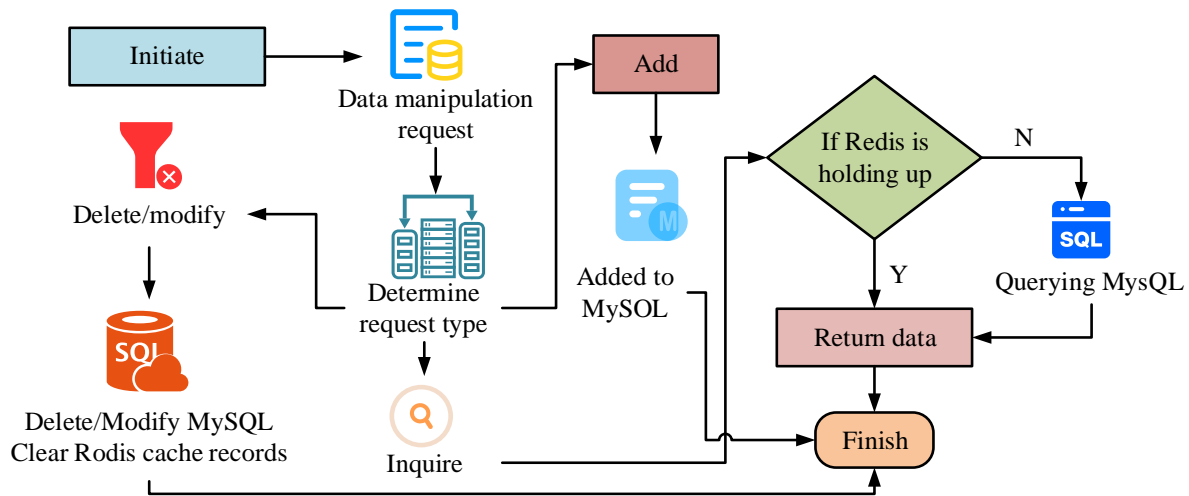 Initiate
Data manipulation
request
Add
If Redis is
holding up
N
Delete/modify
M
SQL
Determine
request type
Added to
MySOL
Y
Querying MysQL
SQL
Return data
Delete/Modify MySQL
Clear Rodis cache records
Inquire
Finish